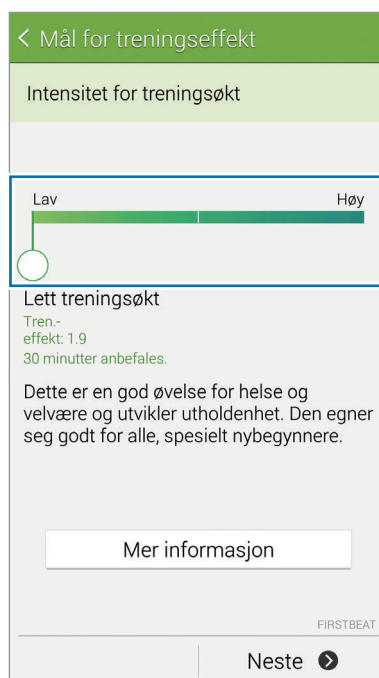 Mål for treningseffekt
Intensitet for treningsøkt
Lav Høy
Lett treningsøkt
Tren.-
effekt: 1.9
30 minutter anbefales.
Dette er en god øvelse for helse og
velvære og utvikler utholdenhet. Den egner
seg godt for alle, spesielt nybegynnere.
Mer informasjon
FIRSTBEAT
Neste